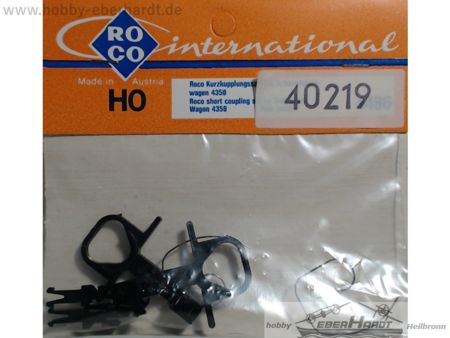 www.hobby-eberhardt.de
ROCO
international
Made in Austria
HO
Roco Kurzkupplungs
wagen 4358
Roco short coupling s
Wagon 4358
40219
hobby EBERHARDT Heilbronn